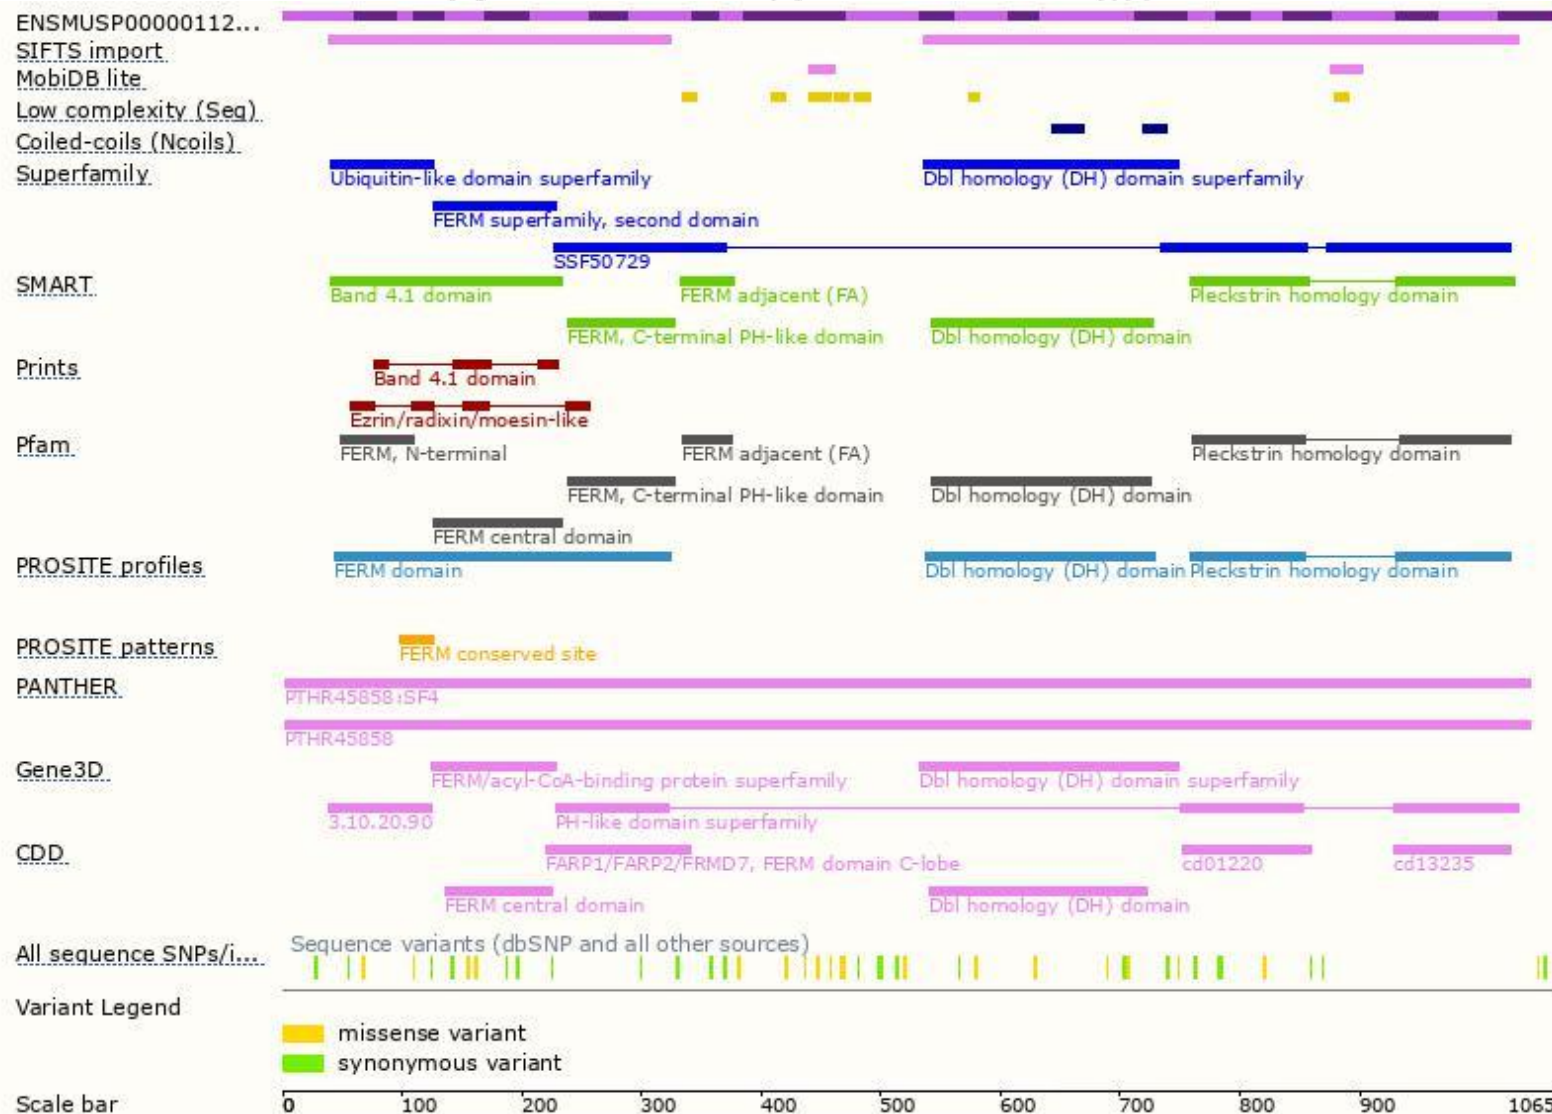 ENSMUSP00000112...
SIFTS import
MobiDB lite
Low complexity (Seg)
Coiled-coils (Ncoils)
Superfamily
Ubiquitin-like domain superfamily
Dbl homology (DH) domain superfamily
FERM superfamily, second domain
SSF50729
SMART
Band 4.1 domain
FERM adjacent (FA)
Pleckstrin homology domain
FERM, C-terminal PH-like domain
Dbl homology (DH) domain
Prints
Band 4.1 domain
Ezrin/radixin/moesin-like
Pfam
FERM, N-terminal
FERM adjacent (FA)
Pleckstrin homology domain
FERM, C-terminal PH-like domain
Dbl homology (DH) domain
FERM central domain
PROSITE profiles
FERM domain
Dbl homology (DH) domain
Pleckstrin homology domain
PROSITE patterns
FERM conserved site
PANTHER
PTHR45858:SF4
PTHR45858
Gene3D
FERM/acyl-CoA-binding protein superfamily
Dbl homology (DH) domain superfamily
3.10.20.90
PH-like domain superfamily
CDD
FARP1/FARP2/FRMD7, FERM domain C-lobe
cd01220
cd13235
FERM central domain
Dbl homology (DH) domain
All sequence SNPs/i...
Sequence variants (dbSNP and all other sources)
Variant Legend
missense variant
synonymous variant
Scale bar
0 100 200 300 400 500 600 700 800 900 1065